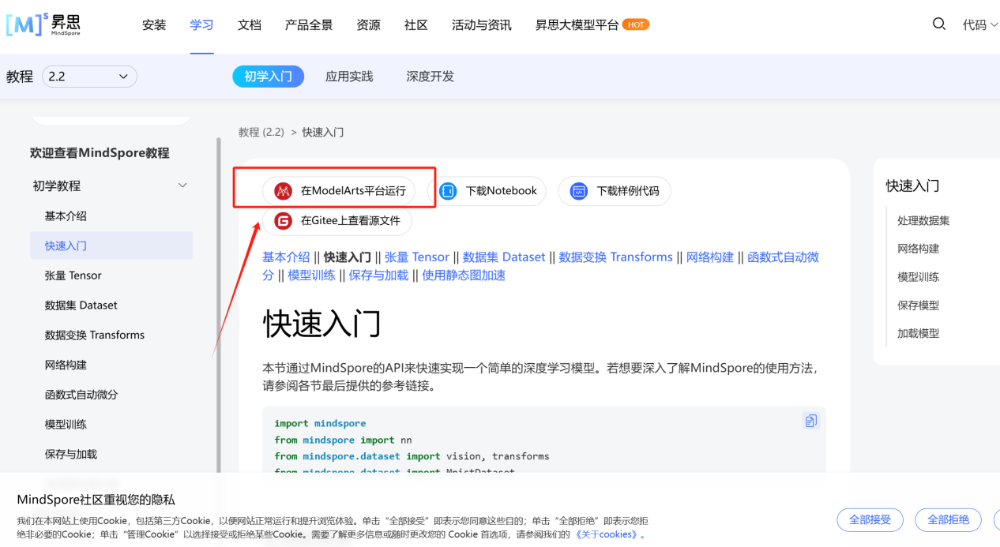 [M]s 昇思 MindSpore 安装 学习 文档 产品全景 资源 社区 活动与资讯 昇思大模型平台 HOT 代码
教程 2.2 初学入门 应用实践 深度开发
教程 (2.2) > 快速入门
欢迎查看MindSpore教程
初学教程
基本介绍
快速入门
张量 Tensor
数据集 Dataset
数据变换 Transforms
网络构建
函数式自动微分
模型训练
保存与加载
在ModelArts平台运行 下载Notebook 下载样例代码
在Gitee上查看源文件
基本介绍 || 快速入门 || 张量 Tensor || 数据集 Dataset || 数据变换 Transforms || 网络构建 || 函数式自动微
分 || 模型训练 || 保存与加载 || 使用静态图加速
快速入门
本节通过MindSpore的API来快速实现一个简单的深度学习模型。若想要深入了解MindSpore的使用方法，
请参阅各节最后提供的参考链接。
import mindspore
from mindspore import nn
from mindspore.dataset import vision, transforms
from mindspore.dataset import MnistDataset
快速入门
处理数据集
网络构建
模型训练
保存模型
加载模型
MindSpore社区重视您的隐私
我们在本网站上使用Cookie，包括第三方Cookie，以便网站正常运行和提升浏览体验。单击“全部接受”即表示您同意这些目的；单击“全部拒绝”即表示您拒
绝非必要的Cookie；单击“管理Cookie”以选择接受或拒绝某些Cookie。需要了解更多信息或随时更改您的 Cookie 首选项，请参阅我们的 《关于cookies》。
全部接受 全部拒绝